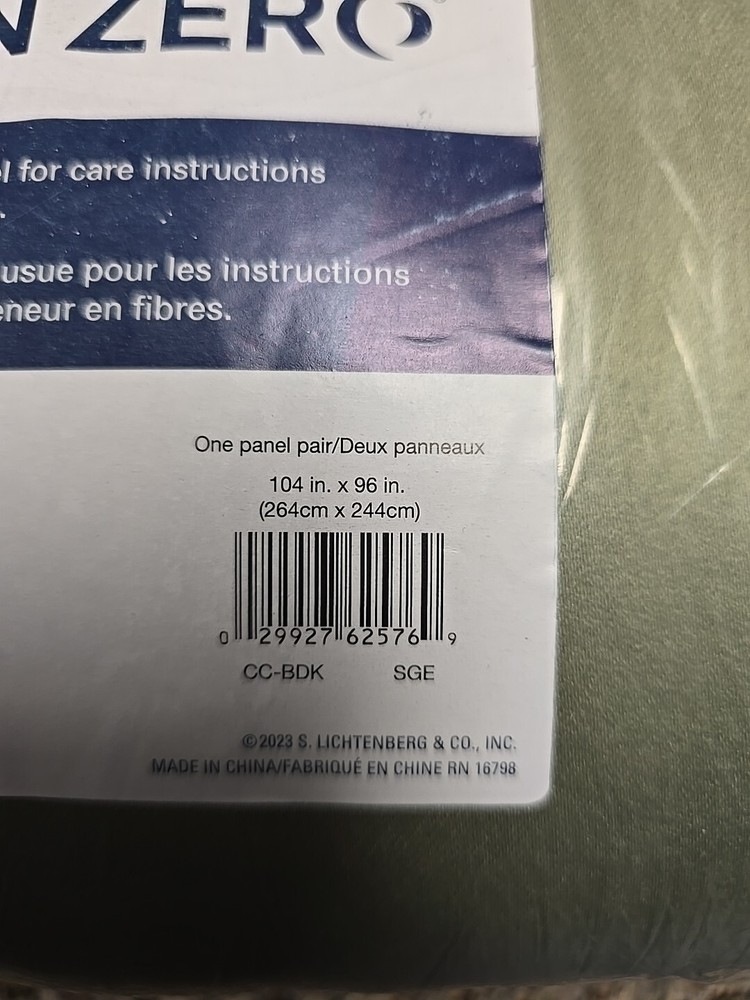 N ZERO®
l for care instructions
.
usue pour les instructions
eneur en fibres.
One panel pair/Deux panneaux
104 in. x 96 in.
(264cm x 244cm)
0 29927 62576 9
CC-BDK SGE
©2023 S. LICHTENBERG & CO., INC.
MADE IN CHINA/FABRIQUÉ EN CHINE RN 16798